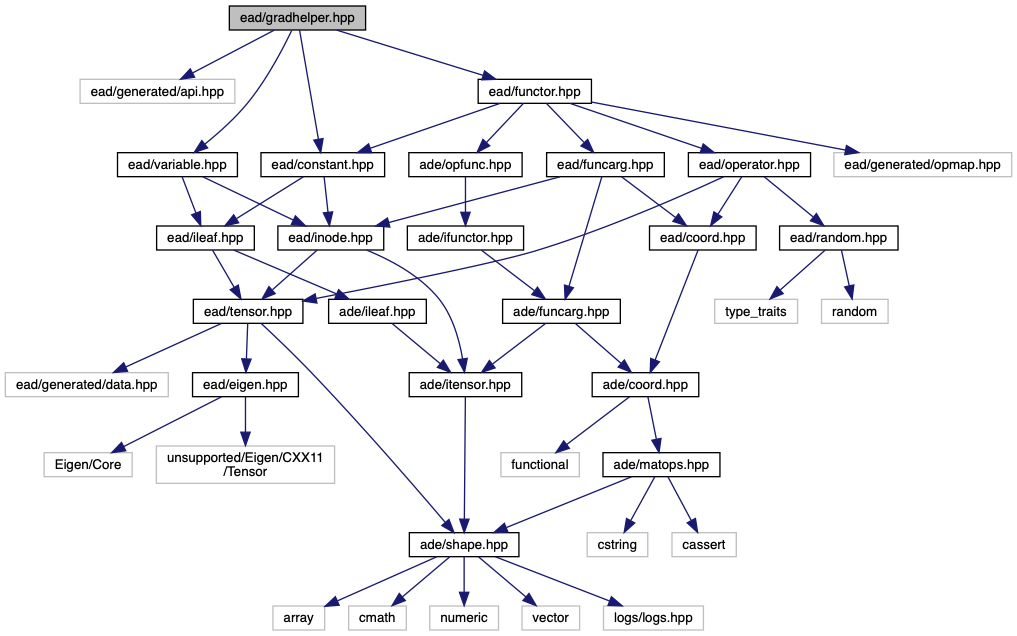 ead/gradhelper.hpp
ead/generated/api.hpp
ead/functor.hpp
ead/variable.hpp
ead/constant.hpp
ade/opfunc.hpp
ead/funcarg.hpp
ead/operator.hpp
ead/generated/opmap.hpp
ead/ileaf.hpp
ead/inode.hpp
ade/ifunctor.hpp
ead/coord.hpp
ead/random.hpp
ead/tensor.hpp
ade/ileaf.hpp
ade/funcarg.hpp
type_traits
random
ead/generated/data.hpp
ead/eigen.hpp
ade/itensor.hpp
ade/coord.hpp
Eigen/Core
unsupported/Eigen/CXX11
/Tensor
functional
ade/matops.hpp
ade/shape.hpp
cstring
cassert
array
cmath
numeric
vector
logs/logs.hpp